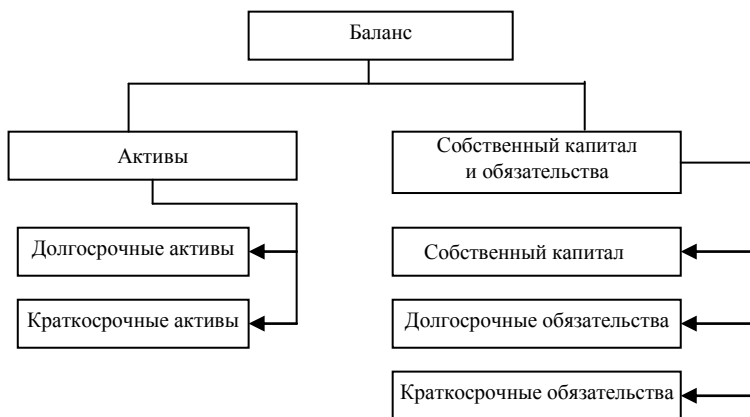 Баланс
Активы
Собственный капитал
и обязательства
Долгосрочные активы
Собственный капитал
Краткосрочные активы
Долгосрочные обязательства
Краткосрочные обязательства